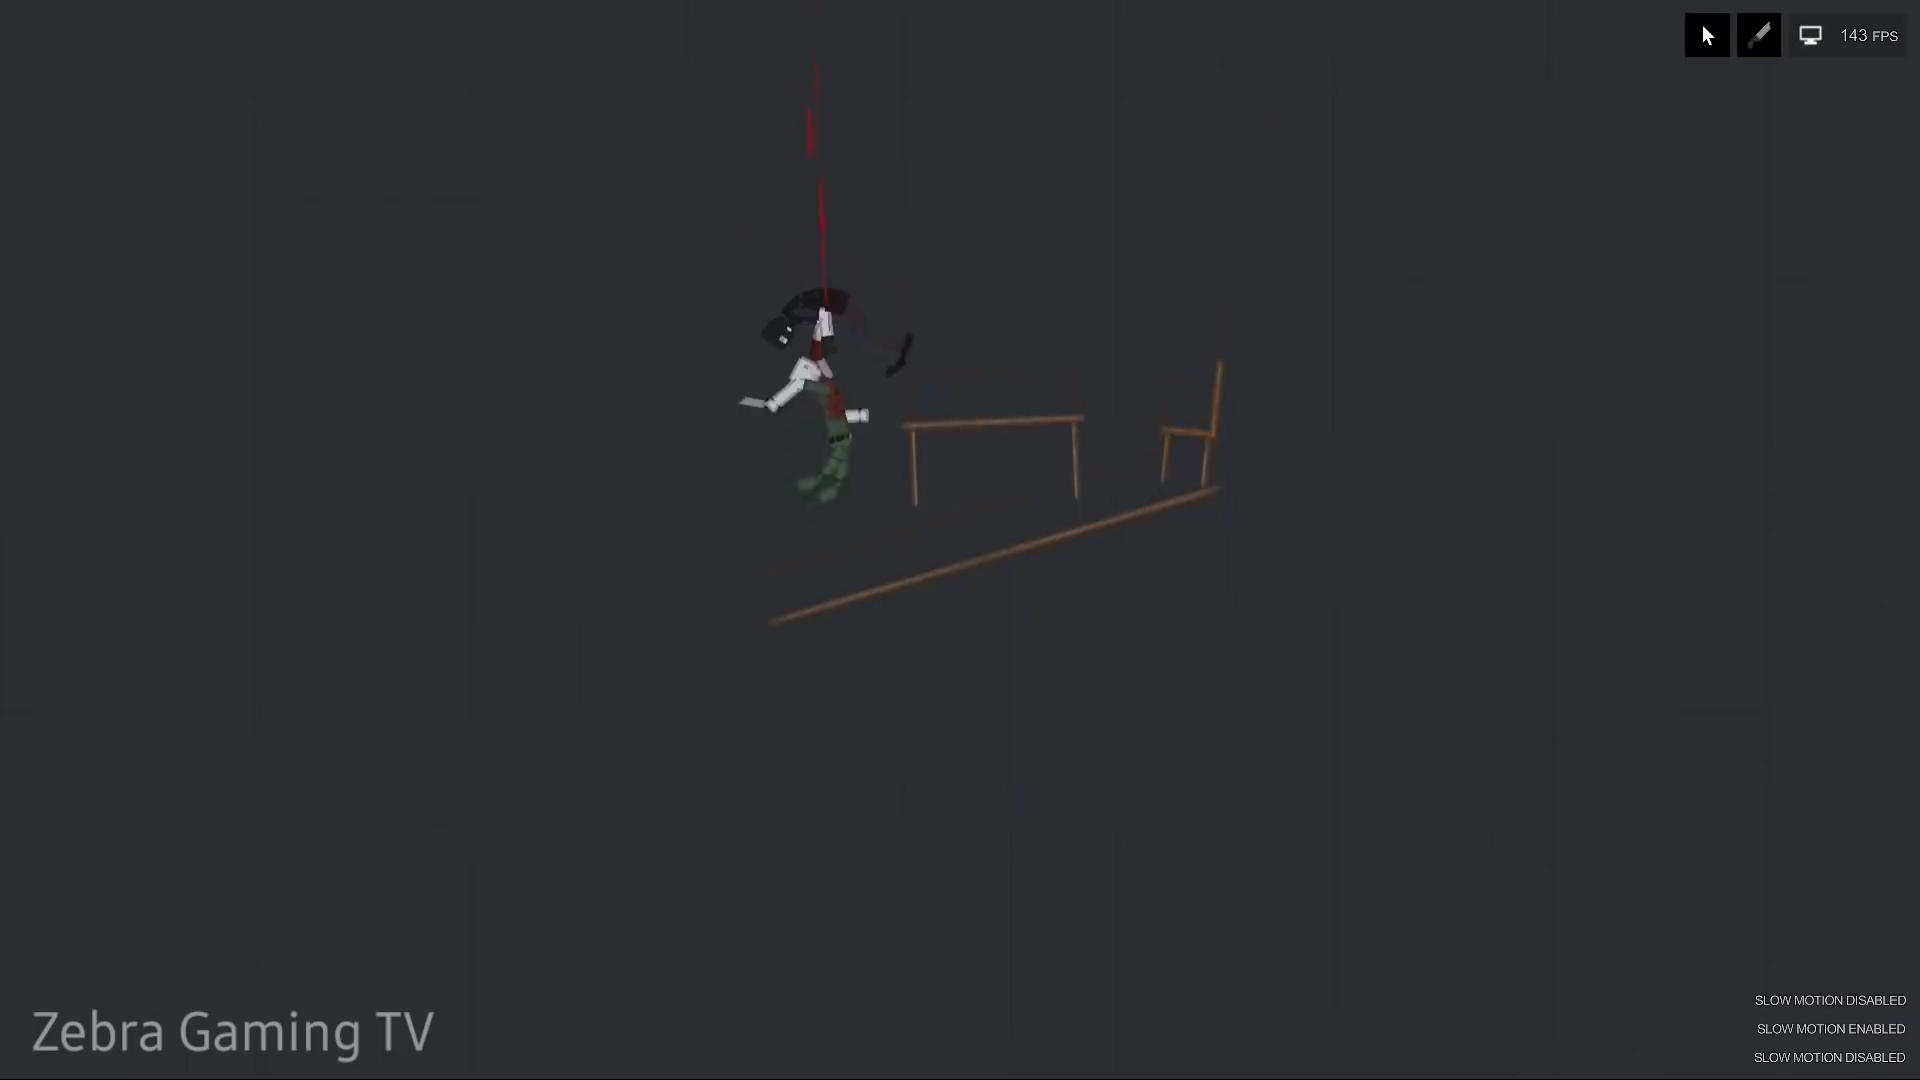 143 FPS
Zebra Gaming TV
SLOW MOTION DISABLED
SLOW MOTION ENABLED
SLOW MOTION DISABLED